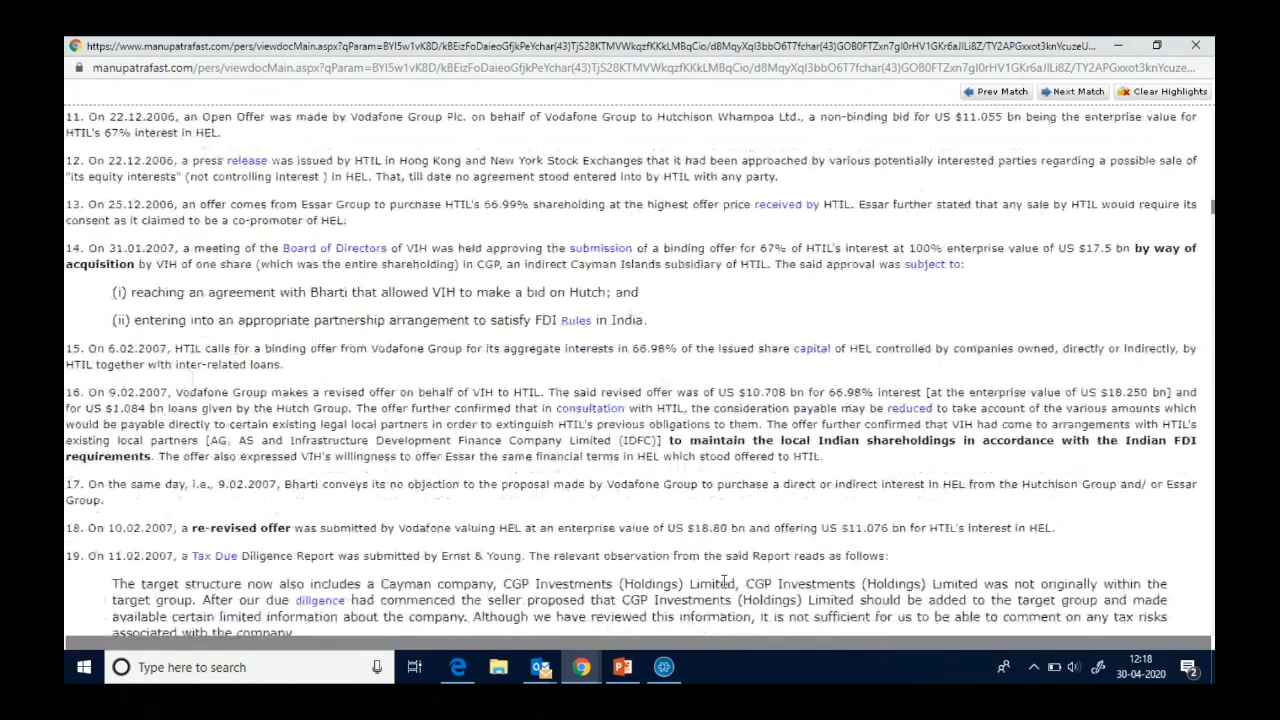 https://www.manupatrafast.com/pers/viewdocMain.aspx?qParam=BYI5w1vK8D/kBEizFoDaieoGfjkPeYchar(43)TjS28KTMVWkqzfKKkLMBqCio/d8MqyXqI3bbO6T7fchar(43)GOB0FTZxn7gI0rHV1GKr6aJILi8Z/TY2APGxxot3knYcuzeU...
manupatrafast.com/pers/viewdocMain.aspx?qParam=BYI5w1vK8D/kBEizFoDaieoGfjkPeYchar(43)TjS28KTMVWkqzfKKkLMBqCio/d8MqyXqI3bbO6T7fchar(43)GOB0FTZxn7gI0rHV1GKr6aJILi8Z/TY2APGxxot3knYcuze...
Prev Match Next Match Clear Highlights
11. On 22.12.2006, an Open Offer was made by Vodafone Group Plc. on behalf of Vodafone Group to Hutchison Whampoa Ltd., a non-binding bid for US $11.055 bn being the enterprise value for
HTIL's 67% interest in HEL.
12. On 22.12.2006, a press release was issued by HTIL in Hong Kong and New York Stock Exchanges that it had been approached by various potentially interested parties regarding a possible sale of
"its equity interests" (not controlling interest ) in HEL. That, till date no agreement stood entered into by HTIL with any party.
13. On 25.12.2006, an offer comes from Essar Group to purchase HTIL's 66.99% shareholding at the highest offer price received by HTIL. Essar further stated that any sale by HTIL would require its
consent as it claimed to be a co-promoter of HEL.
14. On 31.01.2007, a meeting of the Board of Directors of VIH was held approving the submission of a binding offer for 67% of HTIL's interest at 100% enterprise value of US $17.5 bn by way of
acquisition by VIH of one share (which was the entire shareholding) in CGP, an indirect Cayman Islands subsidiary of HTIL. The said approval was subject to:
(i) reaching an agreement with Bharti that allowed VIH to make a bid on Hutch; and
(ii) entering into an appropriate partnership arrangement to satisfy FDI Rules in India.
15. On 6.02.2007, HTIL calls for a binding offer from Vodafone Group for its aggregate interests in 66.98% of the issued share capital of HEL controlled by companies owned, directly or indirectly, by
HTIL together with inter-related loans.
16. On 9.02.2007, Vodafone Group makes a revised offer on behalf of VIH to HTIL. The said revised offer was of US $10.708 bn for 66.98% interest [at the enterprise value of US $18.250 bn] and
for US $1.084 bn loans given by the Hutch Group. The offer further confirmed that in consultation with HTIL, the consideration payable may be reduced to take account of the various amounts which
would be payable directly to certain existing legal local partners in order to extinguish HTIL's previous obligations to them. The offer further confirmed that VIH had come to arrangements with HTIL's
existing local partners [AG, AS and Infrastructure Development Finance Company Limited (IDFC)] to maintain the local Indian shareholdings in accordance with the Indian FDI
requirements. The offer also expressed VIH's willingness to offer Essar the same financial terms in HEL which stood offered to HTIL.
17. On the same day, i.e., 9.02.2007, Bharti conveys its no objection to the proposal made by Vodafone Group to purchase a direct or indirect interest in HEL from the Hutchison Group and/ or Essar
Group.
18. On 10.02.2007, a re-revised offer was submitted by Vodafone valuing HEL at an enterprise value of US $18.80 bn and offering US $11.076 bn for HTIL's interest in HEL.
19. On 11.02.2007, a Tax Due Diligence Report was submitted by Ernst & Young. The relevant observation from the said Report reads as follows:
The target structure now also includes a Cayman company, CGP Investments (Holdings) Limited, CGP Investments (Holdings) Limited was not originally within the
target group. After our due diligence had commenced the seller proposed that CGP Investments (Holdings) Limited should be added to the target group and made
available certain limited information about the company. Although we have reviewed this information, it is not sufficient for us to be able to comment on any tax risks
associated with the company
Type here to search
12:18
30-04-2020
2